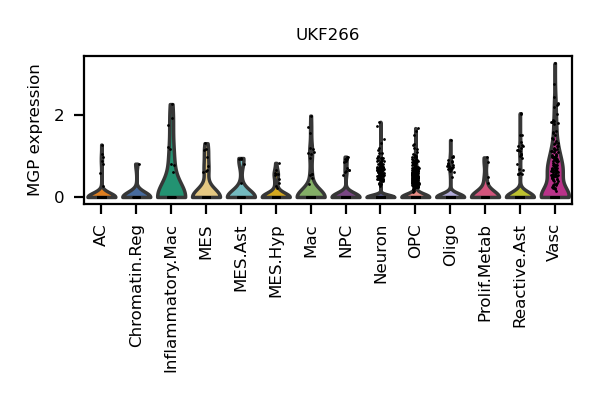 UKF266
MGP expression
2
0
AC
Chromatin.Reg
Inflammatory.Mac
MES
MES.Ast
MES.Hyp
Mac
NPC
Neuron
OPC
Oligo
Prolif.Metab
Reactive.Ast
Vasc